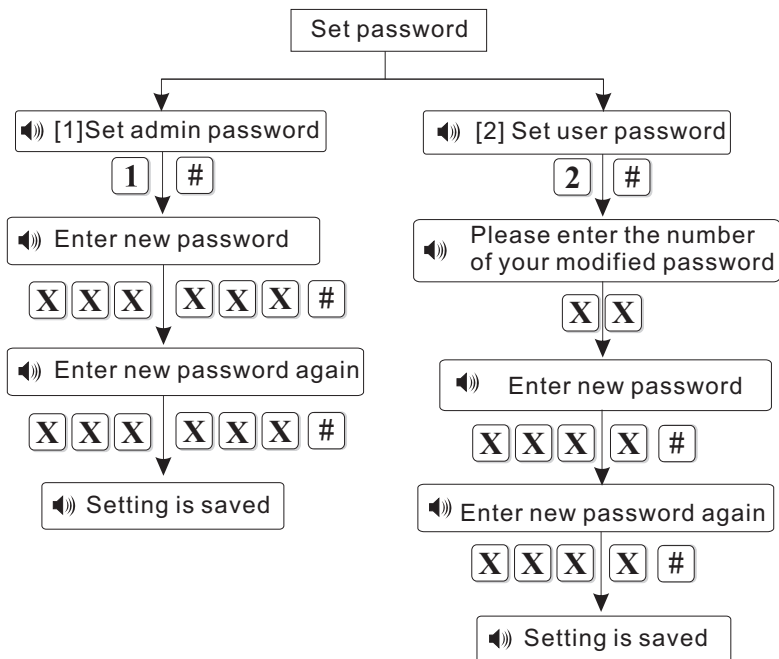 Set password
[1]Set admin password
1 #
Enter new password
X X X X X X #
Enter new password again
X X X X X X #
Setting is saved
[2] Set user password
2 #
Please enter the number
of your modified password
X X
Enter new password
X X X X #
Enter new password again
X X X X #
Setting is saved